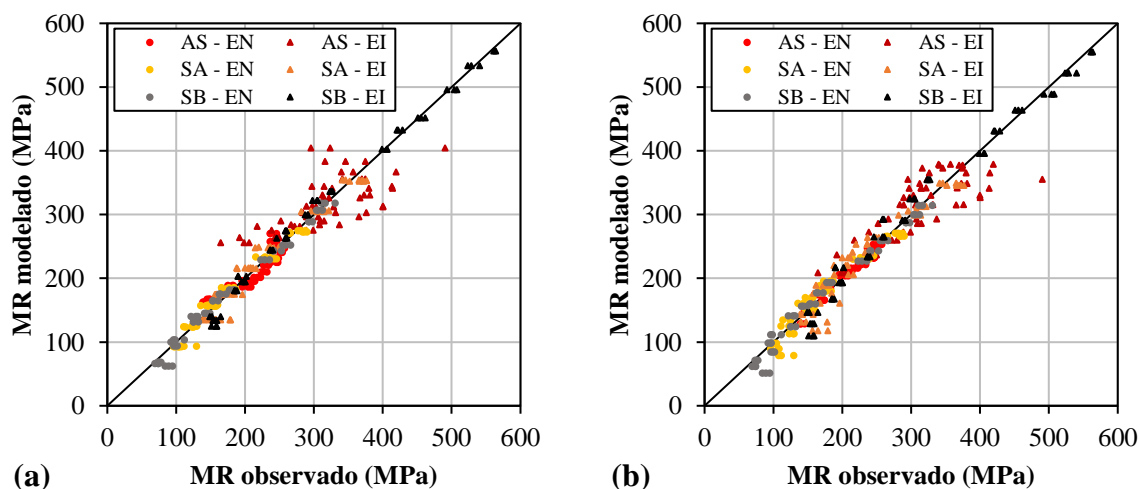 600
500
400
300
200
100
0
MR modelado (MPa)
AS - EN AS - EI
SA - EN SA - EI
SB - EN SB - EI
0 100 200 300 400 500 600
MR observado (MPa)
(a)
600
500
400
300
200
100
0
MR modelado (MPa)
AS - EN AS - EI
SA - EN SA - EI
SB - EN SB - EI
0 100 200 300 400 500 600
MR observado (MPa)
(b)